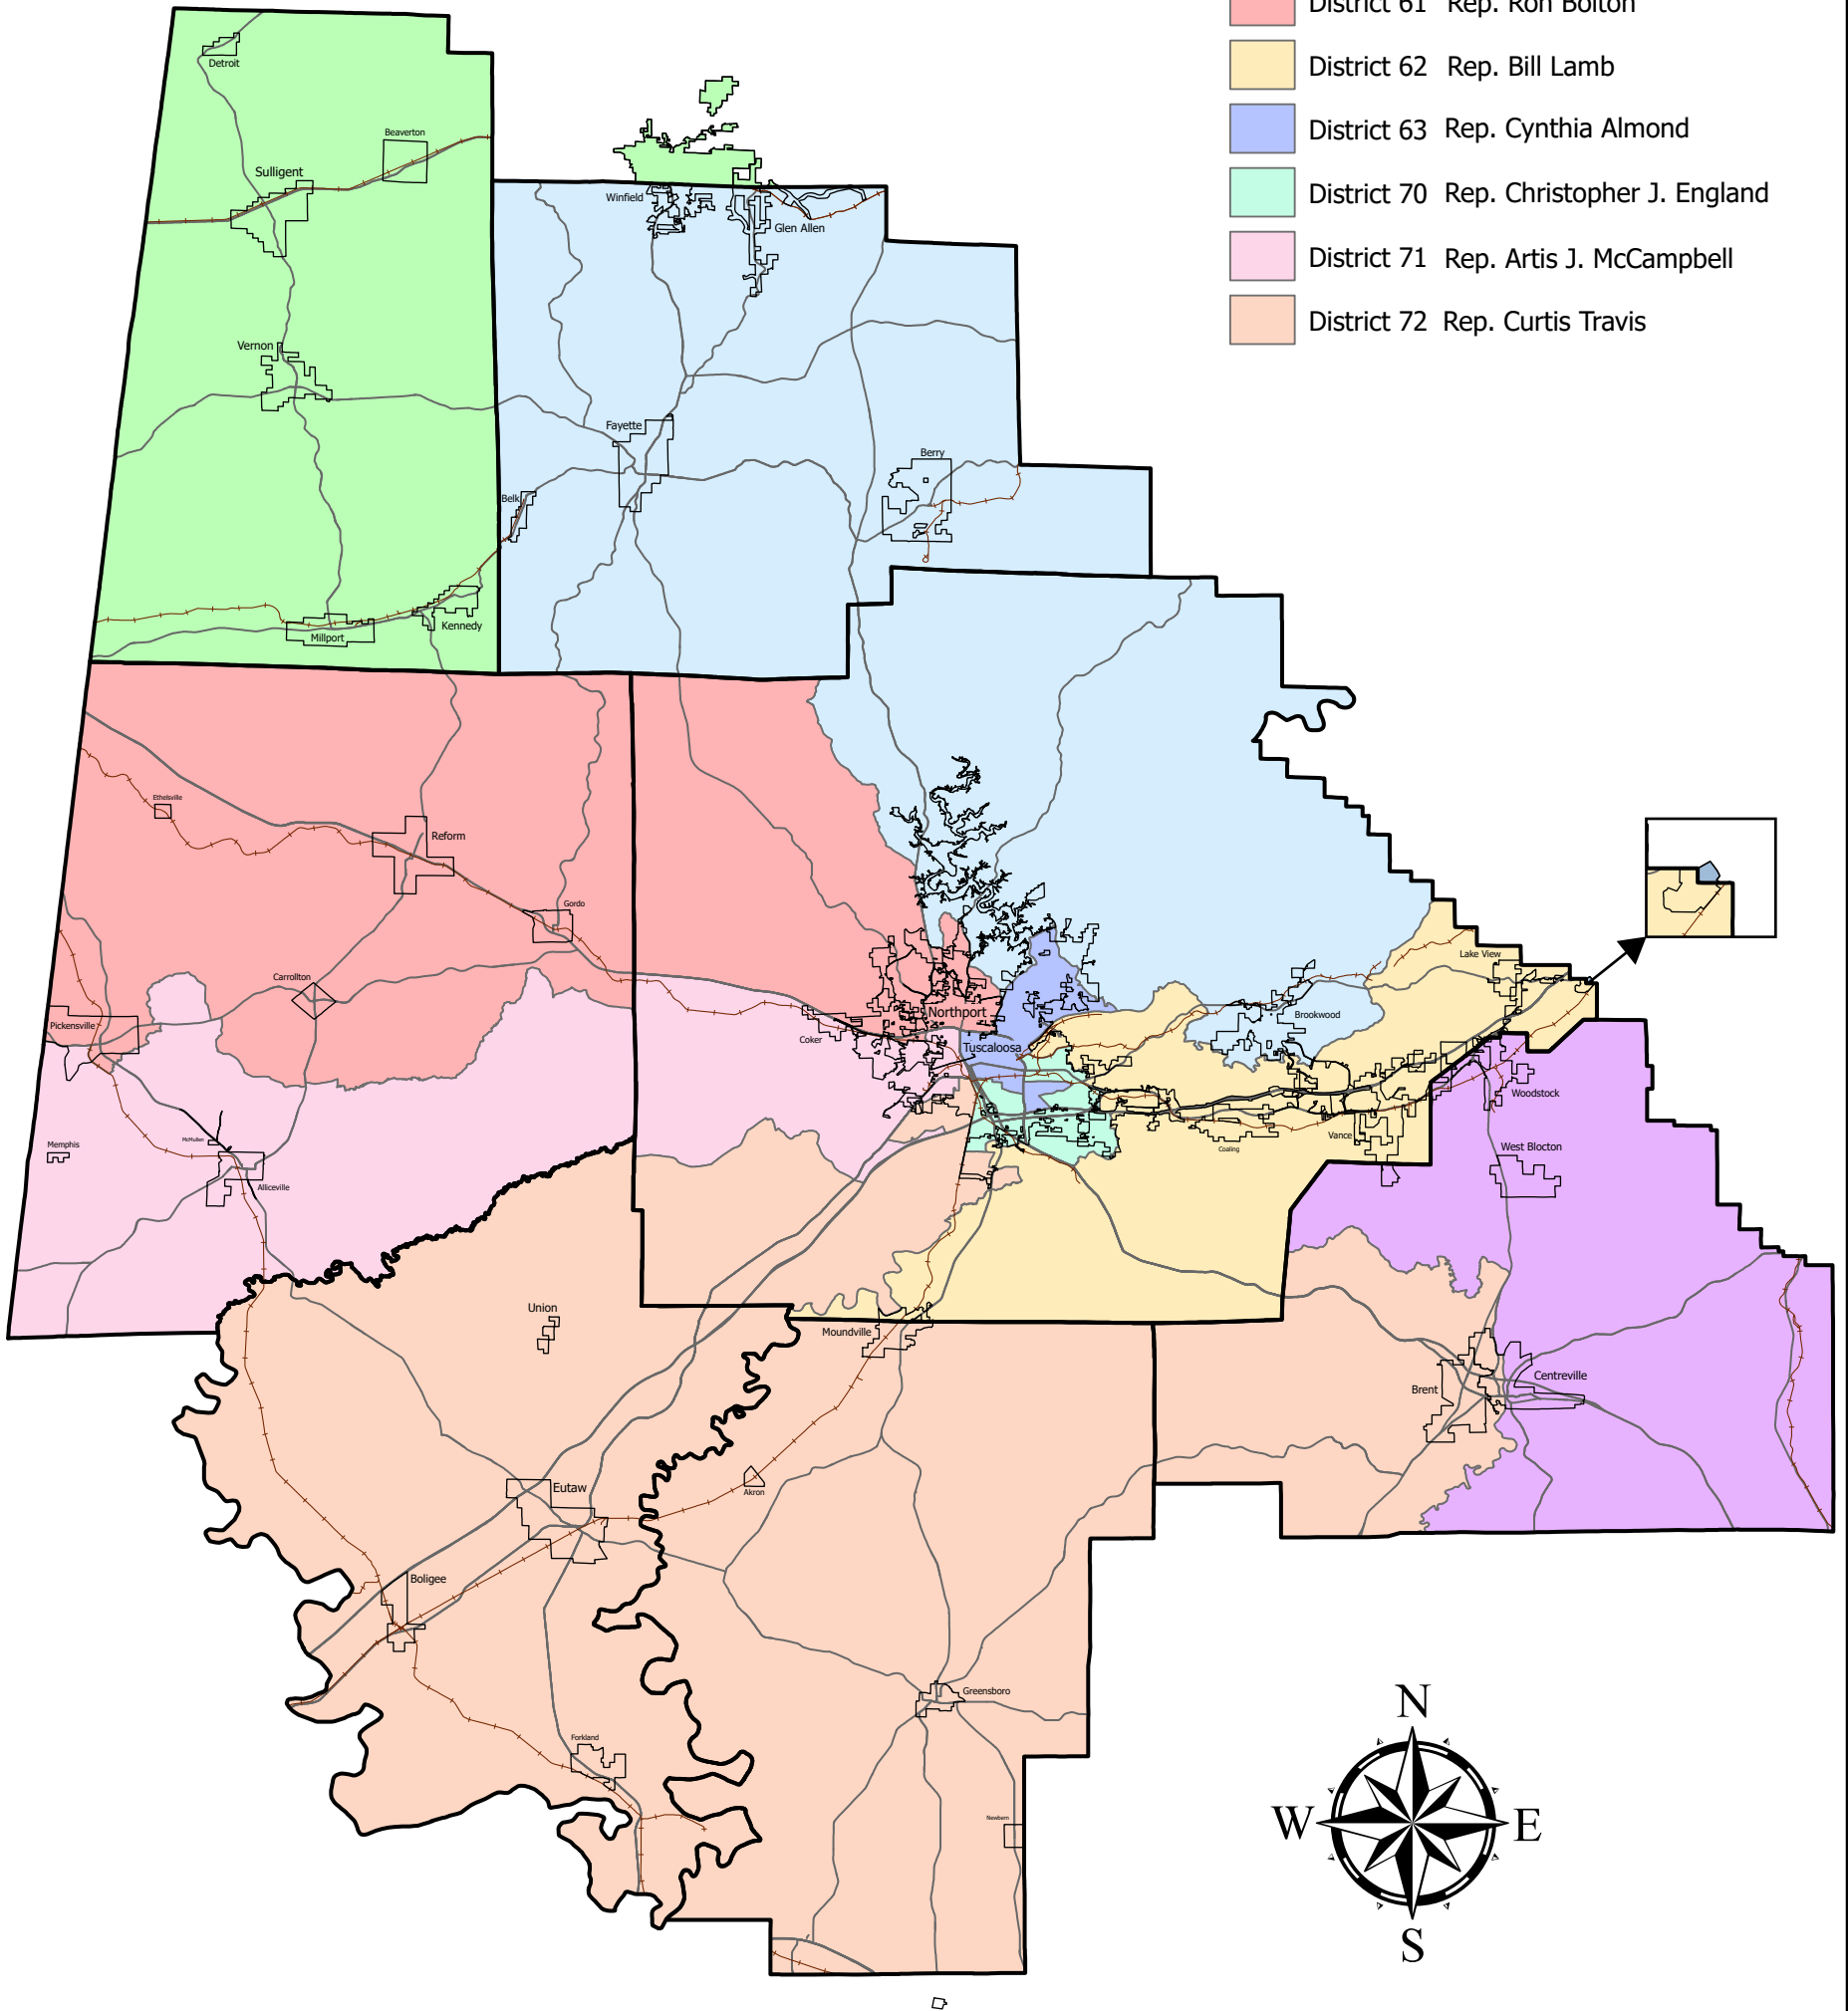 District 61 Rep. Ron Bolton
District 62 Rep. Bill Lamb
District 63 Rep. Cynthia Almond
District 70 Rep. Christopher J. England
District 71 Rep. Artis J. McCampbell
District 72 Rep. Curtis Travis
Detroit
Beaverton
Sulligent
Winfield
Glen Allen
Vernon
Fayette
Berry
Belk
Kennedy
Millport
Ethelsville
Reform
Gordo
Carrollton
Lake View
Pickensville
Northport
Brookwood
Coker
Tuscaloosa
Woodstock
McMullen
Vance
Memphis
Coaling
West Blocton
Alliceville
Union
Moundville
Centreville
Brent
Eutaw
Akron
Boligee
Greensboro
Forkland
Newbern
N
W
E
S